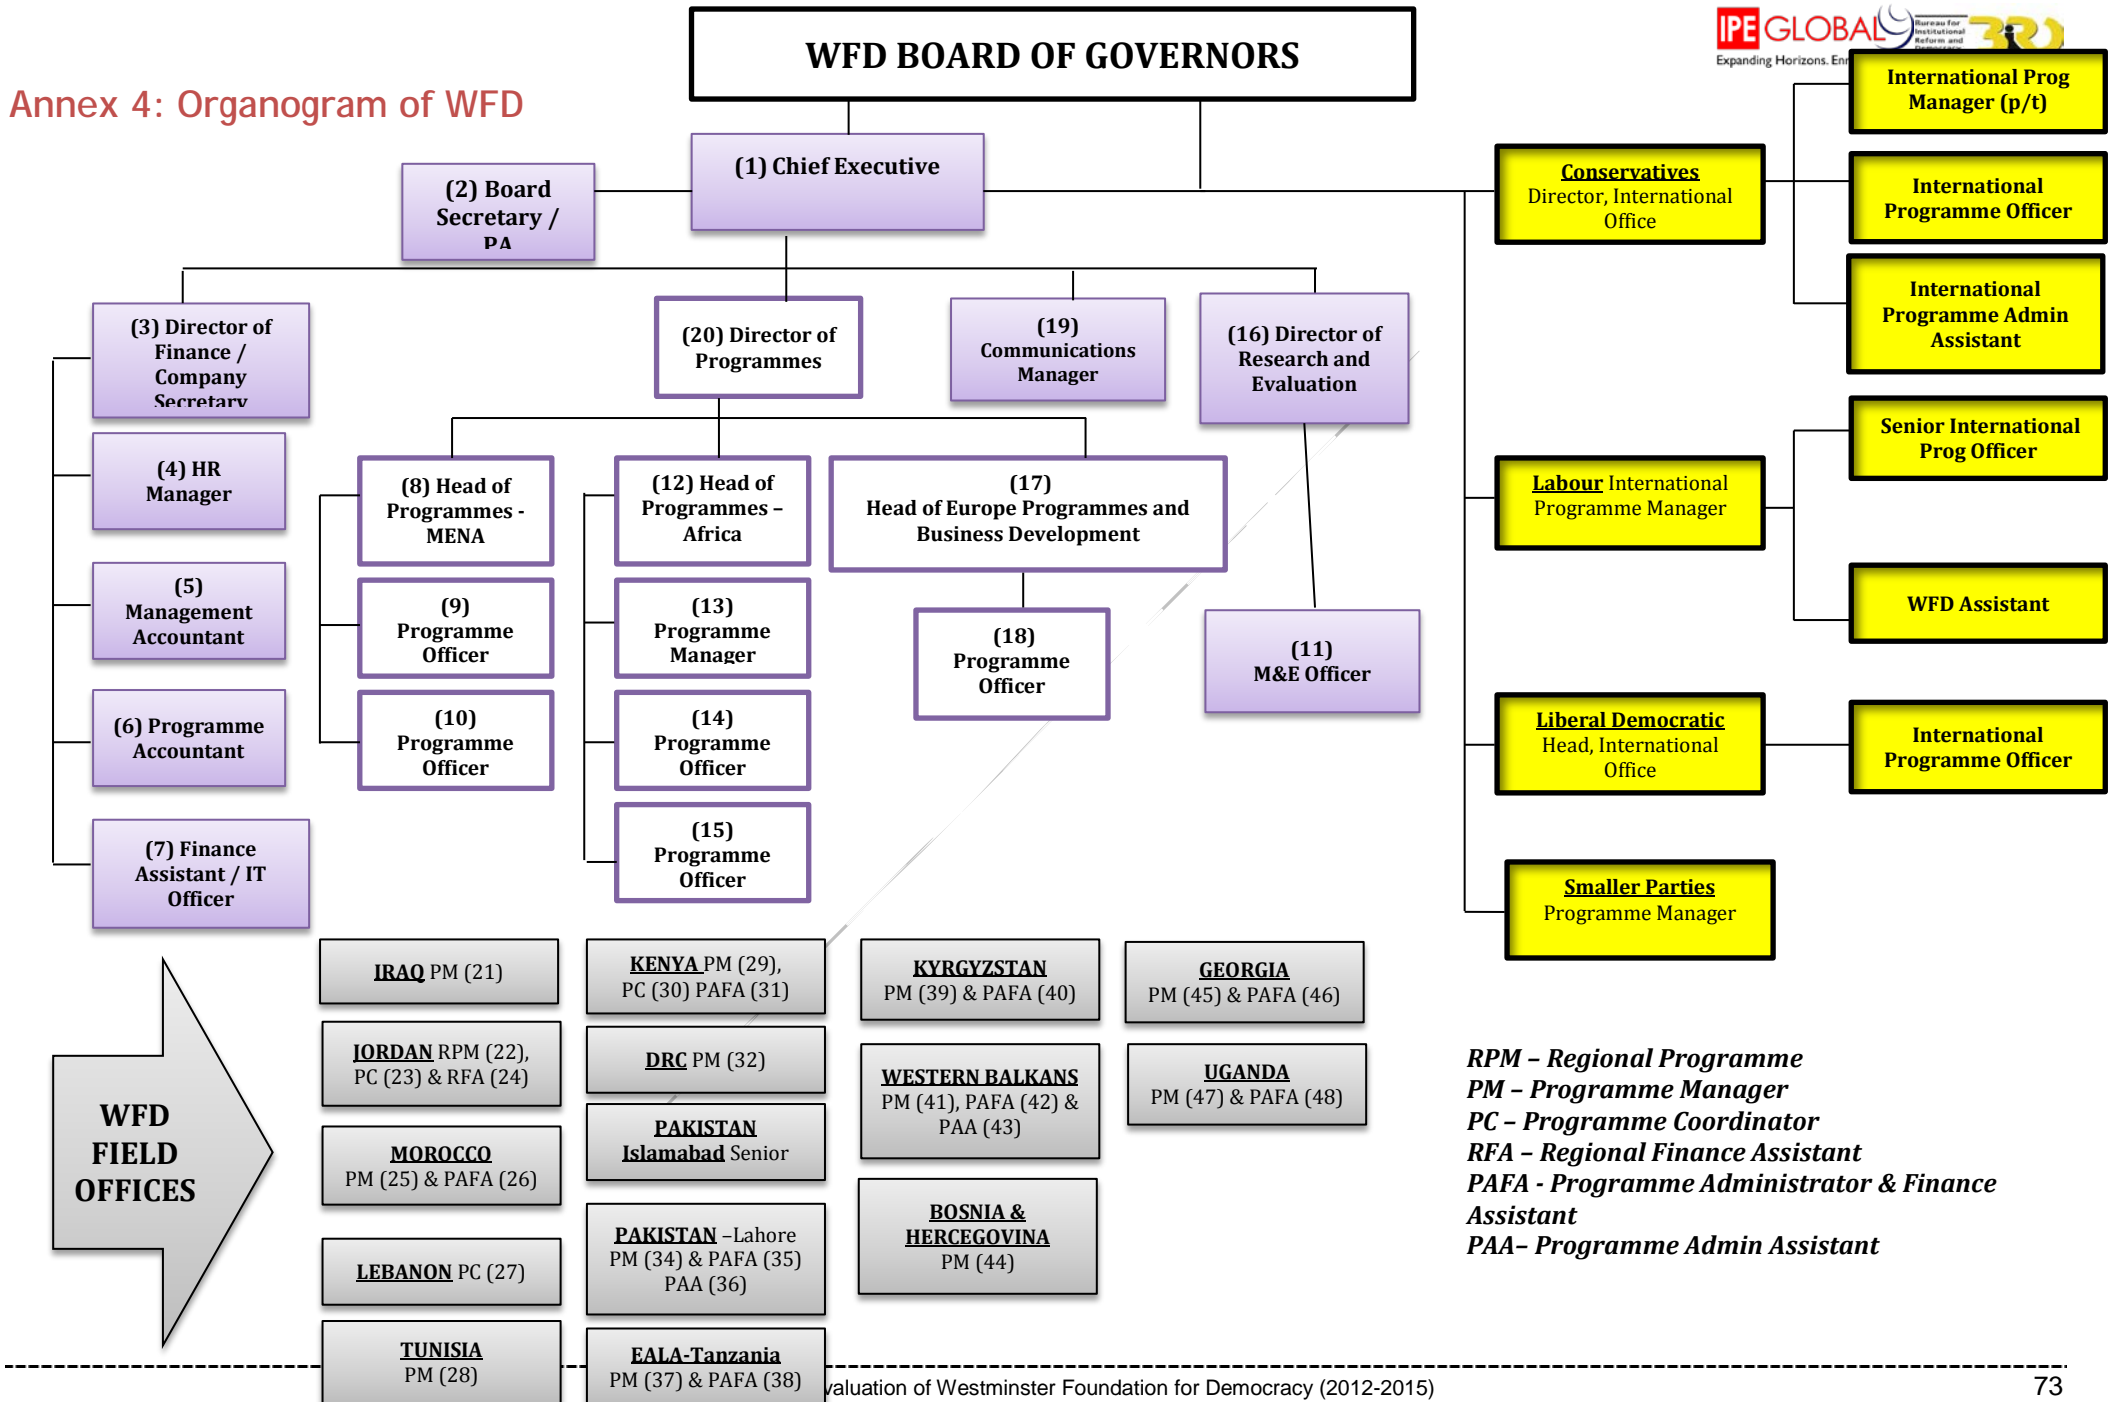 WFD BOARD OF GOVERNORS
IPE GLOBAL
Expanding Horizons.
Bureau for
Institutional
Reform and
Annex 4: Organogram of WFD
(1) Chief Executive
(2) Board
Secretary /
PA
(3) Director of
Finance /
Company
Secretary
(4) HR
Manager
(5)
Management
Accountant
(6) Programme
Accountant
(7) Finance
Assistant / IT
Officer
(20) Director of
Programmes
(19)
Communications
Manager
(16) Director of
Research and
Evaluation
(8) Head of
Programmes -
MENA
(9)
Programme
Officer
(10)
Programme
Officer
(12) Head of
Programmes –
Africa
(13)
Programme
Manager
(14)
Programme
Officer
(15)
Programme
Officer
(17)
Head of Europe Programmes and
Business Development
(18)
Programme
Officer
(11)
M&E Officer
Conservatives
Director, International
Office
International Prog
Manager (p/t)
International
Programme Officer
International
Programme Admin
Assistant
Labour International
Programme Manager
Senior International
Prog Officer
WFD Assistant
Liberal Democratic
Head, International
Office
International
Programme Officer
Smaller Parties
Programme Manager
WFD
FIELD
OFFICES
IRAQ PM (21)
JORDAN RPM (22),
PC (23) & RFA (24)
MOROCCO
PM (25) & PAFA (26)
LEBANON PC (27)
TUNISIA
PM (28)
KENYA PM (29),
PC (30) PAFA (31)
DRC PM (32)
PAKISTAN
Islamabad Senior
PAKISTAN –Lahore
PM (34) & PAFA (35)
PAA (36)
EALA-Tanzania
PM (37) & PAFA (38)
KYRGYZSTAN
PM (39) & PAFA (40)
WESTERN BALKANS
PM (41), PAFA (42) &
PAA (43)
BOSNIA &
HERCEGOVINA
PM (44)
GEORGIA
PM (45) & PAFA (46)
UGANDA
PM (47) & PAFA (48)
RPM – Regional Programme
PM – Programme Manager
PC – Programme Coordinator
RFA – Regional Finance Assistant
PAFA - Programme Administrator & Finance
Assistant
PAA– Programme Admin Assistant
valuation of Westminster Foundation for Democracy (2012-2015)
73